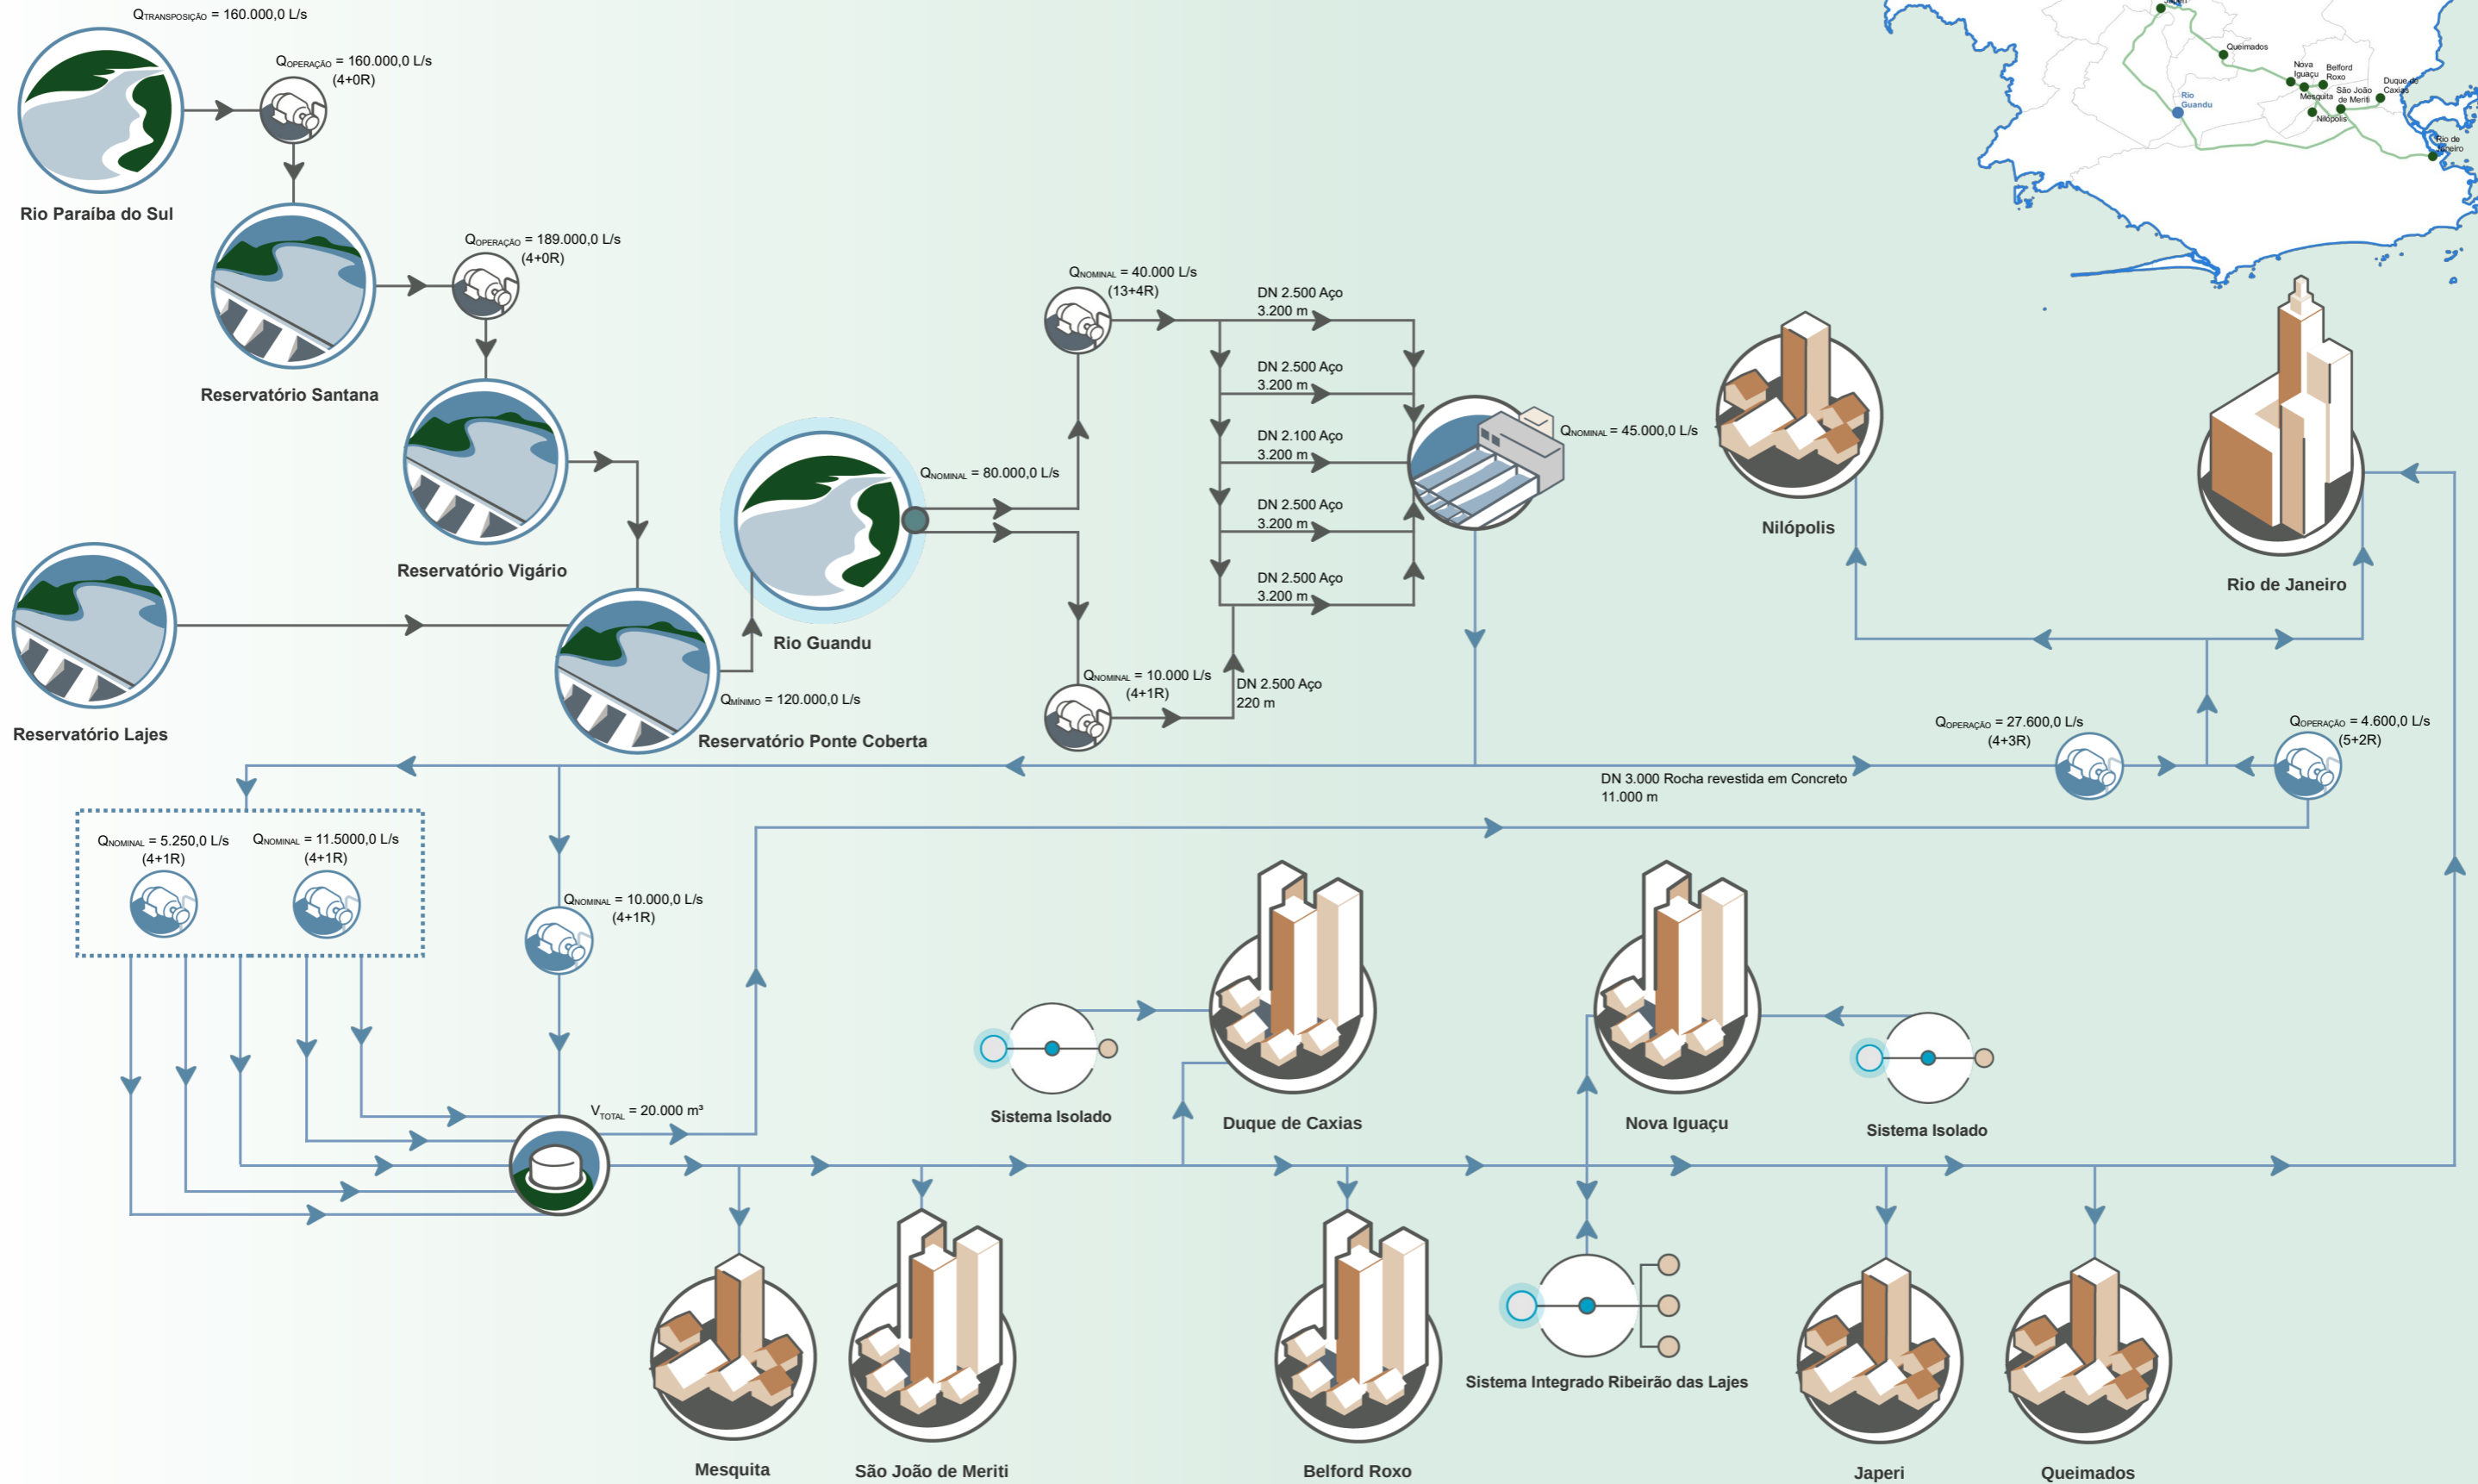 QTRANSPOSIÇÃO = 160.000,0 L/s
QOPERAÇÃO = 160.000,0 L/s
(4+0R)
Rio Paraíba do Sul
QOPERAÇÃO = 189.000,0 L/s
(4+0R)
Reservatório Santana
Reservatório Vigário
Reservatório Lajes
QMÍNIMO = 120.000,0 L/s
Reservatório Ponte Coberta
Rio Guandu
QNOMINAL = 80.000,0 L/s
QNOMINAL = 40.000 L/s
(13+4R)
DN 2.500 Aço
3.200 m
DN 2.500 Aço
3.200 m
DN 2.100 Aço
3.200 m
DN 2.500 Aço
3.200 m
DN 2.500 Aço
3.200 m
QNOMINAL = 10.000 L/s
(4+1R)
DN 2.500 Aço
220 m
QNOMINAL = 45.000,0 L/s
Queimados
Nova
Iguaçu
Belford
Roxo
Duque de
Caxias
Mesquita
São João
de Meriti
Nilópolis
Rio
Guandu
Rio de
Janeiro
Nilópolis
Rio de Janeiro
QOPERAÇÃO = 27.600,0 L/s
(4+3R)
QOPERAÇÃO = 4.600,0 L/s
(5+2R)
DN 3.000 Rocha revestida em Concreto
11.000 m
QNOMINAL = 5.250,0 L/s
(4+1R)
QNOMINAL = 11.5000,0 L/s
(4+1R)
QNOMINAL = 10.000,0 L/s
(4+1R)
VTOTAL = 20.000 m³
Sistema Isolado
Duque de Caxias
Nova Iguaçu
Sistema Isolado
Sistema Integrado Ribeirão das Lajes
Mesquita
São João de Meriti
Belford Roxo
Japeri
Queimados